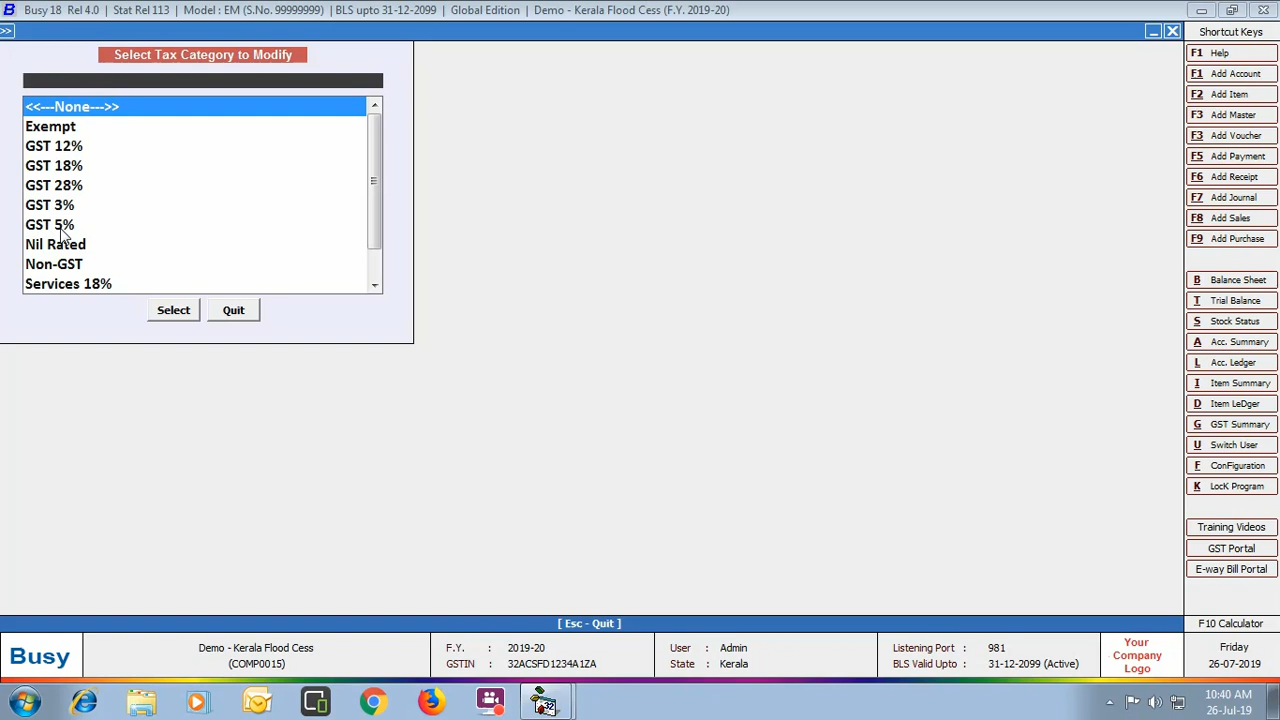 Busy 18 Rel 4.0 | Stat Rel 113 | Model : EM (S.No. 99999999) | BLS upto 31-12-2099 | Global Edition | Demo - Kerala Flood Cess (F.Y. 2019-20)
>>
Select Tax Category to Modify
<<---None--->>
Exempt
GST 12%
GST 18%
GST 28%
GST 3%
GST 5%
Nil Rated
Non-GST
Services 18%
Select Quit
Shortcut Keys
F1 Help
F1 Add Account
F2 Add Item
F3 Add Master
F3 Add Voucher
F5 Add Payment
F6 Add Receipt
F7 Add Journal
F8 Add Sales
F9 Add Purchase
B Balance Sheet
T Trial Balance
S Stock Status
A Acc. Summary
L Acc. Ledger
I Item Summary
D Item LeDger
G GST Summary
U Switch User
F ConFiguration
K LocK Program
Training Videos
GST Portal
E-way Bill Portal
[ Esc - Quit ]
F10 Calculator
Busy
Demo - Kerala Flood Cess
(COMP0015)
F.Y. : 2019-20
GSTIN : 32ACSFD1234A1ZA
User : Admin
State : Kerala
Listening Port : 981
BLS Valid Upto : 31-12-2099 (Active)
Your
Company
Logo
Friday
26-07-2019
32
10:40 AM
26-Jul-19